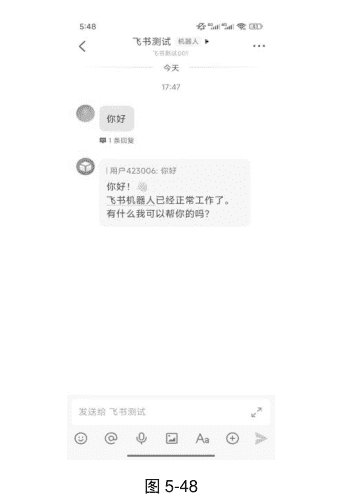 5:48
飞书测试 机器人
飞书测试001
今天
17:47
你好
1 条回复
用户423006: 你好
你好！
飞书机器人已经正常工作了。
有什么我可以帮你的吗？
发送给 飞书测试
Aa
图 5-48